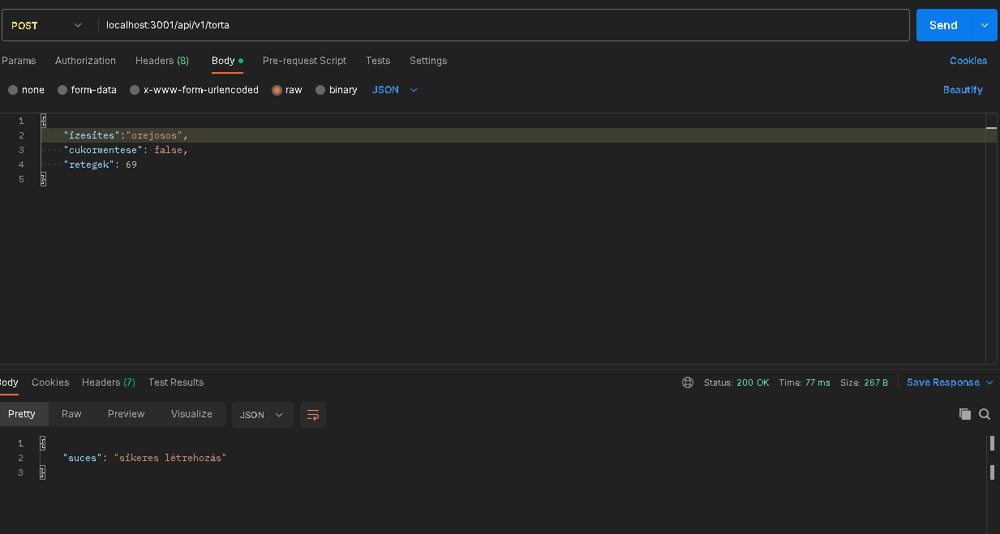 POST localhost:3001/api/v1/torta Send
Params Authorization Headers (8) Body Pre-request Script Tests Settings Cookies
none form-data x-www-form-urlencoded raw binary JSON Beautify
1 {
2 "izesites":"orejosos",
3 "cukormentese": false,
4 "retegek": 69
5 }
Body Cookies Headers (7) Test Results Status: 200 OK Time: 77 ms Size: 267 B Save Response
Pretty Raw Preview Visualize JSON
1 {
2 "suces": "sikeres létrehozás"
3 }